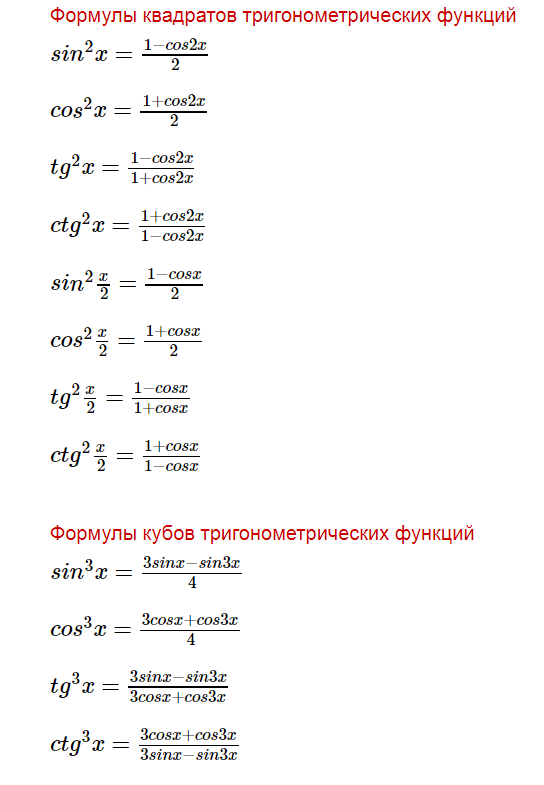 Формулы квадратов тригонометрических функций
$sin^2x = \frac{1-cos2x}{2}$
$cos^2x = \frac{1+cos2x}{2}$
$tg^2x = \frac{1-cos2x}{1+cos2x}$
$ctg^2x = \frac{1+cos2x}{1-cos2x}$
$sin^2\frac{x}{2} = \frac{1-cosx}{2}$
$cos^2\frac{x}{2} = \frac{1+cosx}{2}$
$tg^2\frac{x}{2} = \frac{1-cosx}{1+cosx}$
$ctg^2\frac{x}{2} = \frac{1+cosx}{1-cosx}$
Формулы кубов тригонометрических функций
$sin^3x = \frac{3sinx-sin3x}{4}$
$cos^3x = \frac{3cosx+cos3x}{4}$
$tg^3x = \frac{3sinx-sin3x}{3cosx+cos3x}$
$ctg^3x = \frac{3cosx+cos3x}{3sinx-sin3x}$